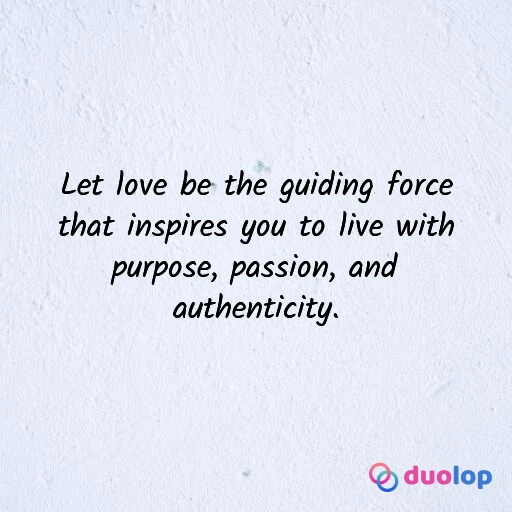 Let love be the guiding force
that inspires you to live with
purpose, passion, and
authenticity.
duolop